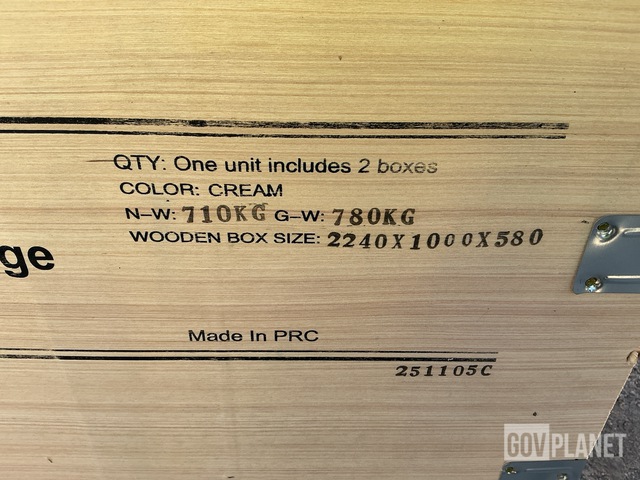 QTY: One unit includes 2 boxes
COLOR: CREAM
N-W: 710KG G-W: 780KG
WOODEN BOX SIZE: 2240X1000X580
ge
Made In PRC
251105C
GOVPLANET